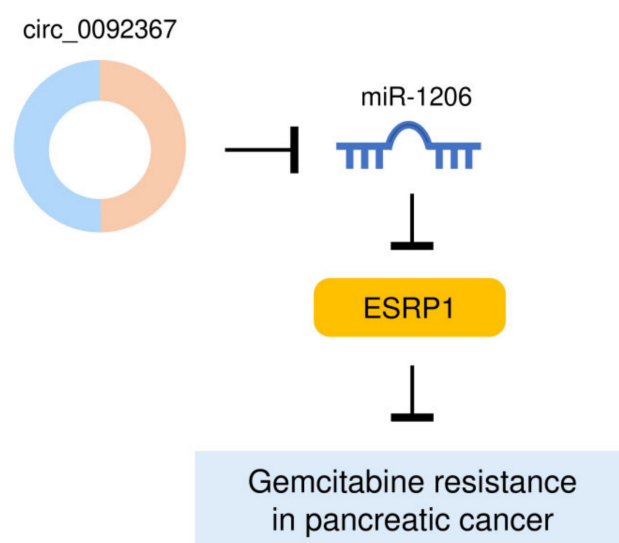 circ_0092367
miR-1206
ESRP1
Gemcitabine resistance
in pancreatic cancer